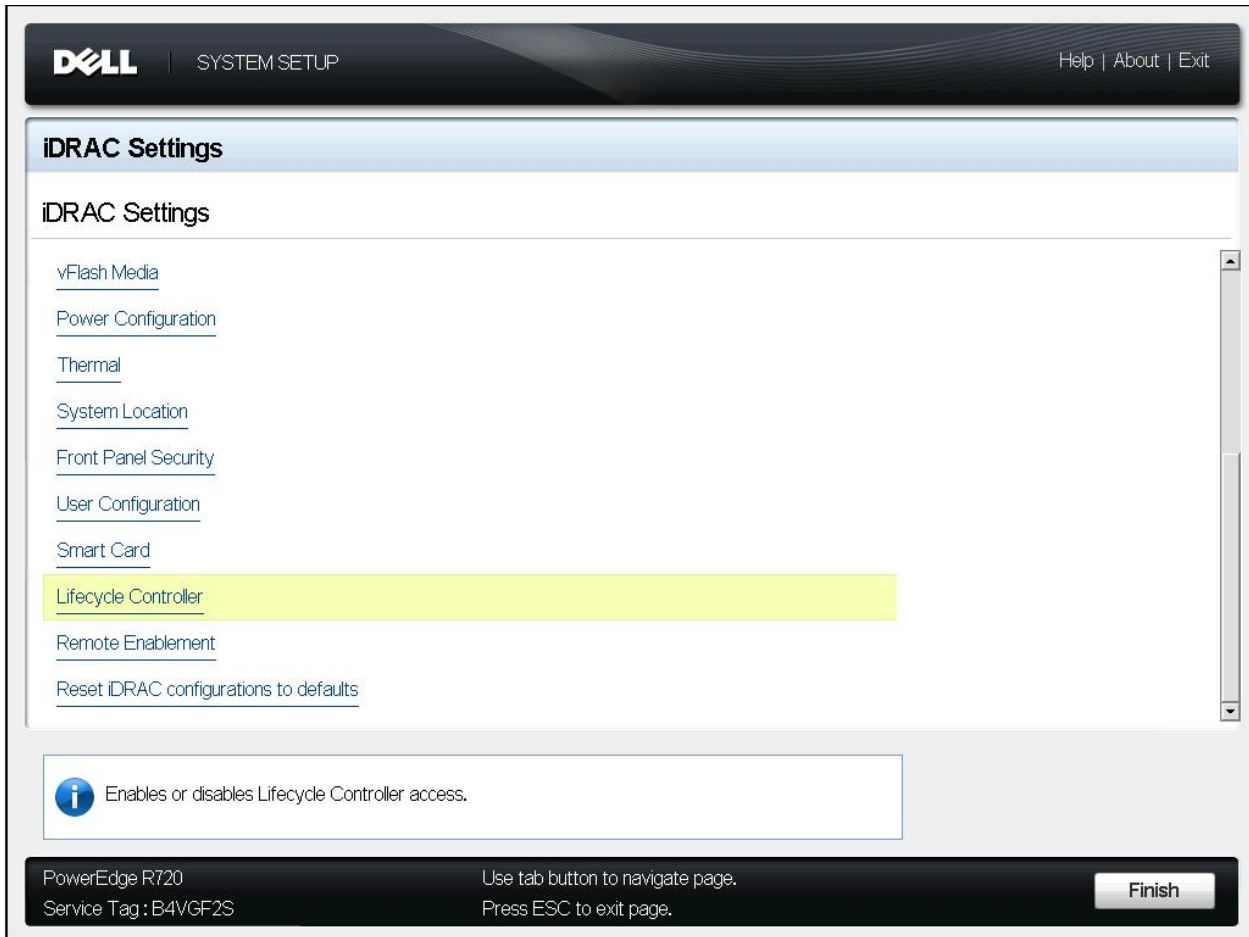 DELL
SYSTEM SETUP
Help | About | Exit
iDRAC Settings
iDRAC Settings
vFlash Media
Power Configuration
Thermal
System Location
Front Panel Security
User Configuration
Smart Card
Lifecycle Controller
Remote Enablement
Reset iDRAC configurations to defaults
Enables or disables Lifecycle Controller access.
PowerEdge R720
Service Tag : B4VGF2S
Use tab button to navigate page.
Press ESC to exit page.
Finish